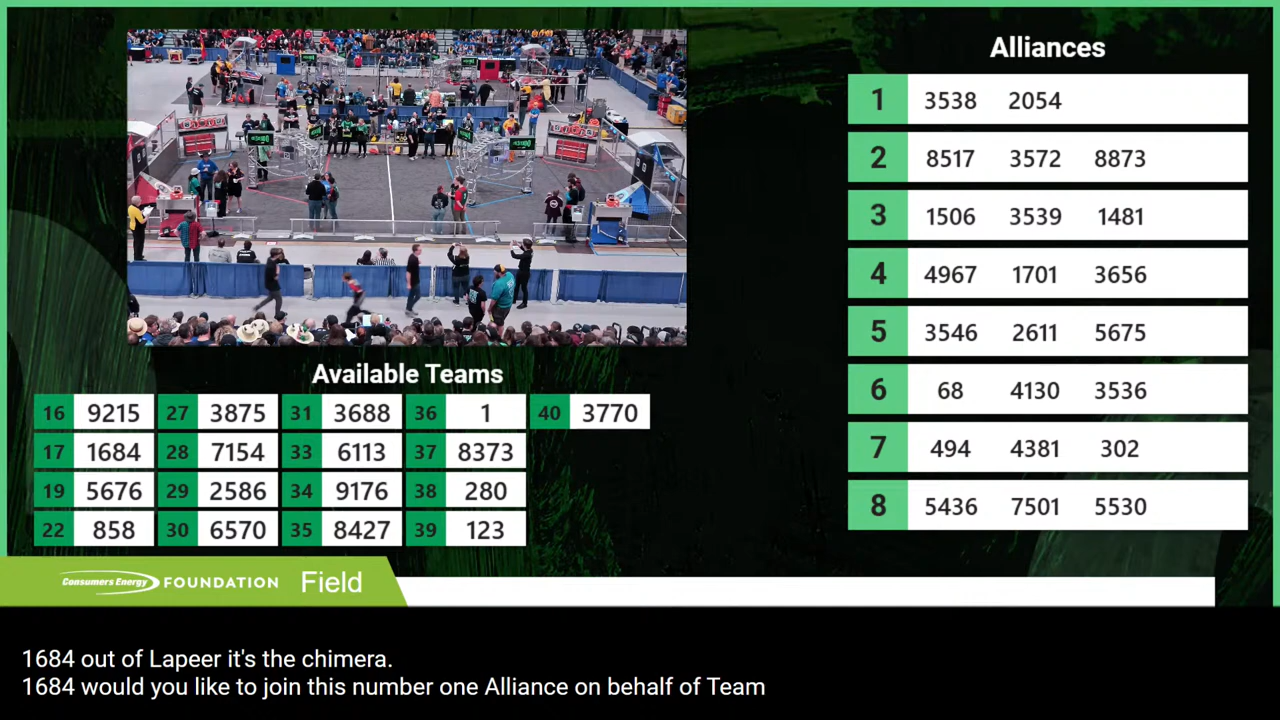 Alliances
1 3538 2054
2 8517 3572 8873
3 1506 3539 1481
4 4967 1701 3656
5 3546 2611 5675
6 68 4130 3536
7 494 4381 302
8 5436 7501 5530
Available Teams
16 9215 27 3875 31 3688 36 1 40 3770
17 1684 28 7154 33 6113 37 8373
19 5676 29 2586 34 9176 38 280
22 858 30 6570 35 8427 39 123
Consumers Energy FOUNDATION Field
1684 out of Lapeer it's the chimera.
1684 would you like to join this number one Alliance on behalf of Team